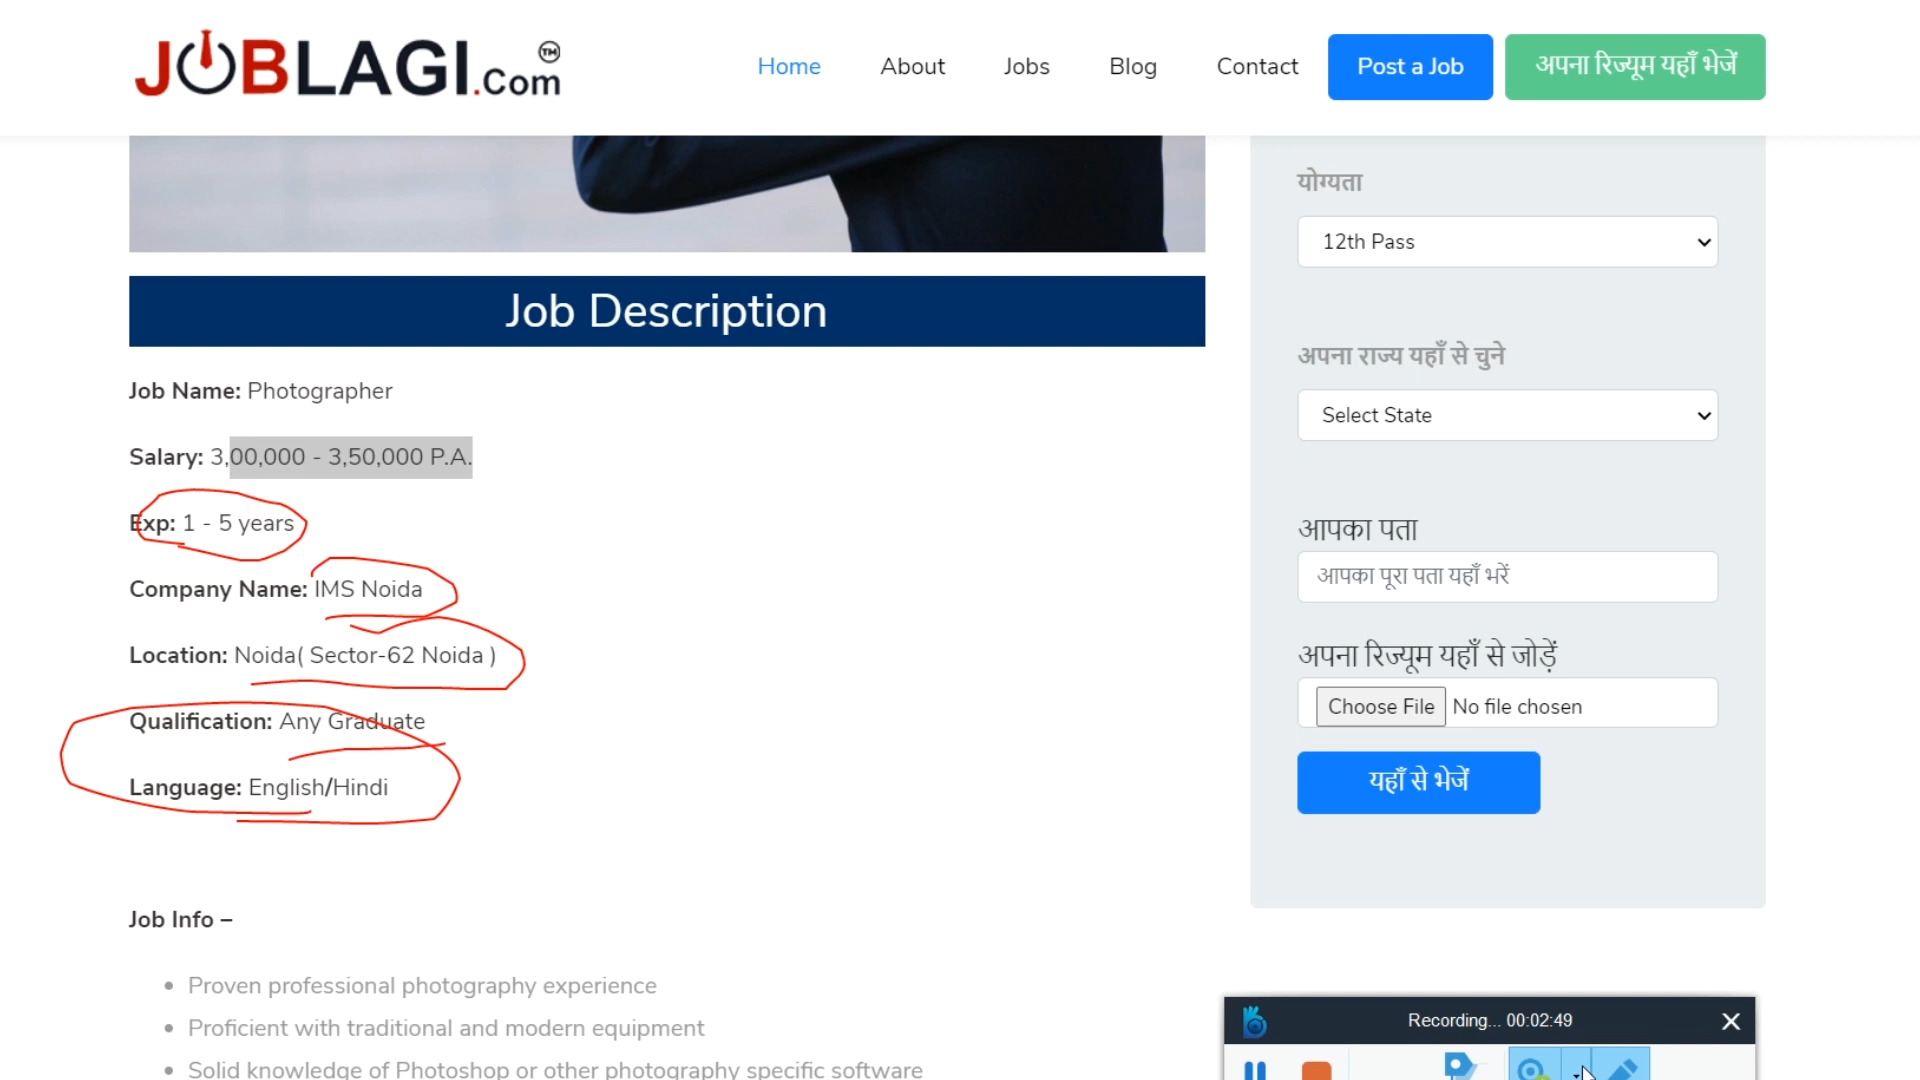 JOBLAGI.Com TM
Home
About
Jobs
Blog
Contact
Post a Job
अपना रिज्यूम यहाँ भेजें
Job Description
Job Name: Photographer
Salary: 3,00,000 - 3,50,000 P.A.
Exp: 1 - 5 years
Company Name: IMS Noida
Location: Noida( Sector-62 Noida )
Qualification: Any Graduate
Language: English/Hindi
Job Info –
• Proven professional photography experience
• Proficient with traditional and modern equipment
• Solid knowledge of Photoshop or other photography specific software
योग्यता
12th Pass
अपना राज्य यहाँ से चुने
Select State
आपका पता
आपका पूरा पता यहाँ भरें
अपना रिज्यूम यहाँ से जोड़ें
Choose File No file chosen
यहाँ से भेजें
Recording... 00:02:49